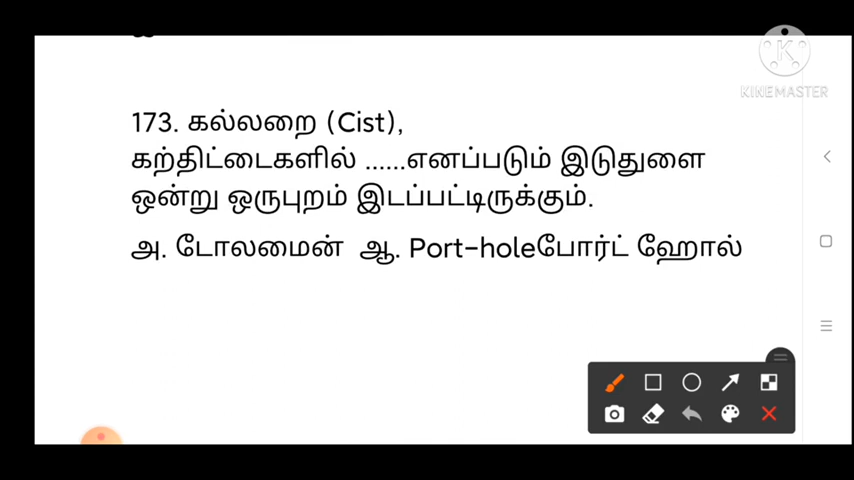 KINEMASTER
173. கல்லறை (Cist),
கற்திட்டைகளில் ......எனப்படும் இடுதுளை
ஒன்று ஒருபுறம் இடப்பட்டிருக்கும்.
அ. டோலமைன் ஆ. Port-holeபோர்ட் ஹோல்